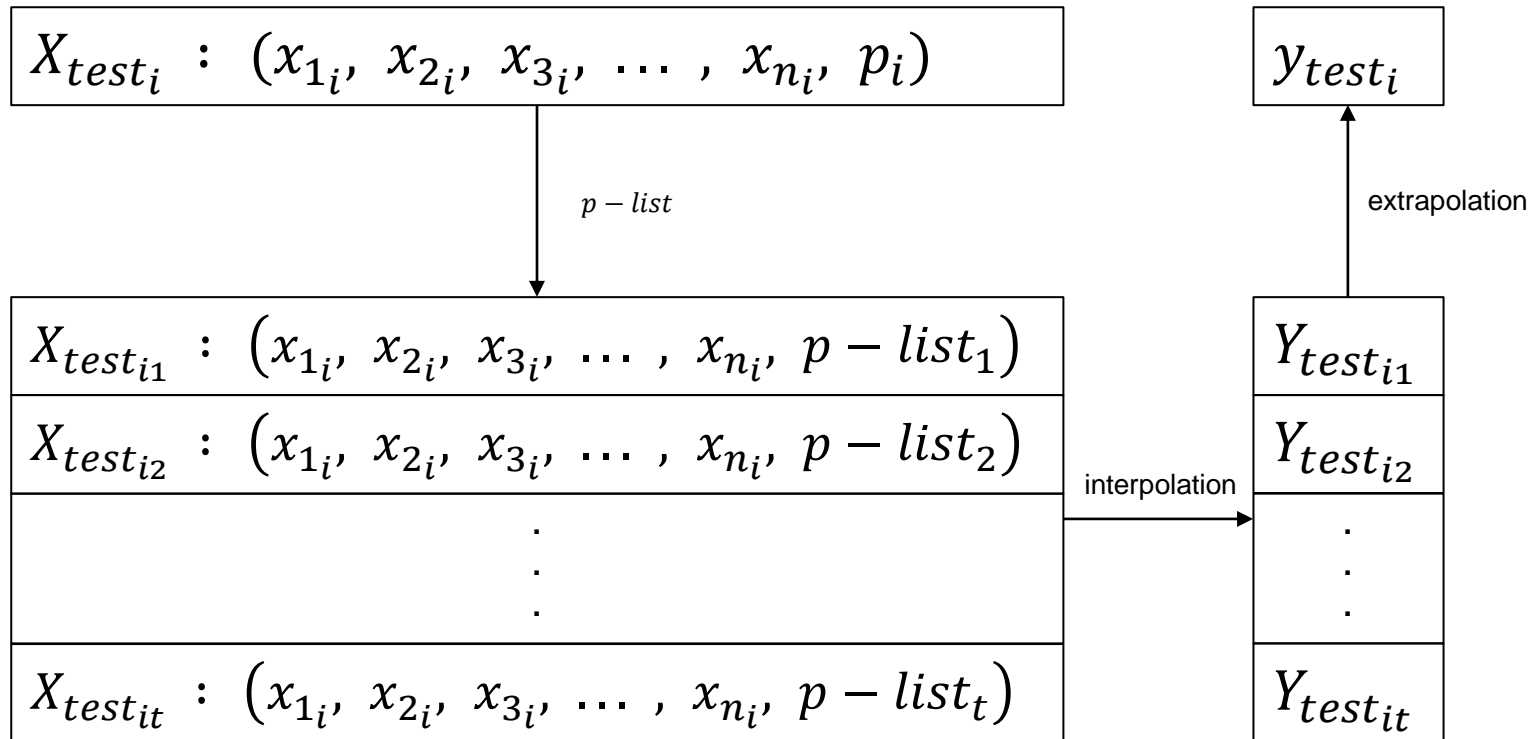 X_{test_i} : (x_{1_i}, x_{2_i}, x_{3_i}, … , x_{n_i}, p_i)
y_{test_i}
p − list
extrapolation
X_{test_{i1}} : (x_{1_i}, x_{2_i}, x_{3_i}, … , x_{n_i}, p − list_1)
Y_{test_{i1}}
X_{test_{i2}} : (x_{1_i}, x_{2_i}, x_{3_i}, … , x_{n_i}, p − list_2)
Y_{test_{i2}}
interpolation
. .
. .
. .
X_{test_{it}} : (x_{1_i}, x_{2_i}, x_{3_i}, … , x_{n_i}, p − list_t)
Y_{test_{it}}